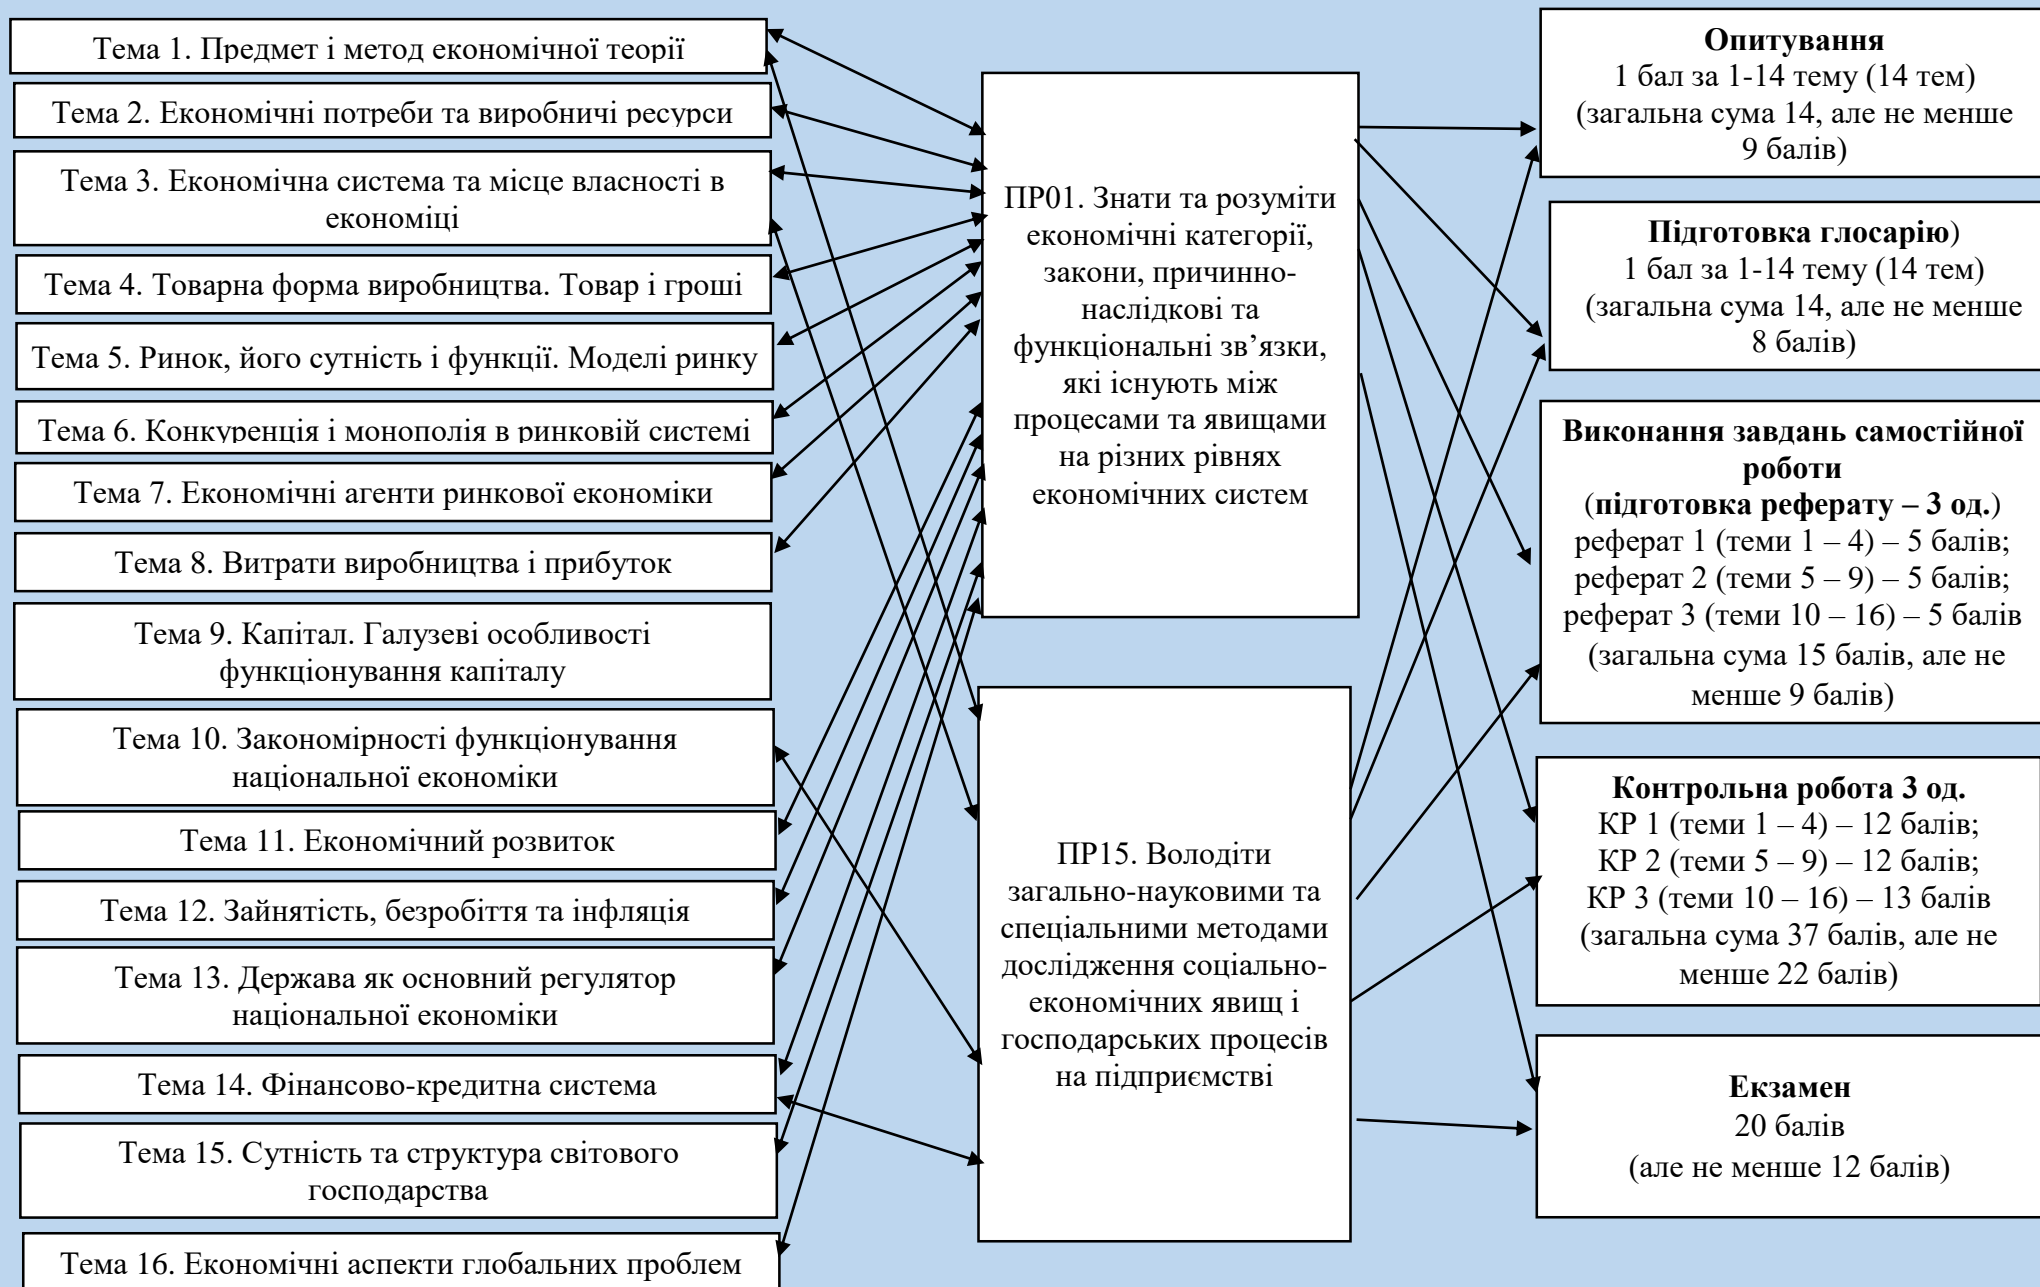 Тема 1. Предмет і метод економічної теорії
Тема 2. Економічні потреби та виробничі ресурси
Тема 3. Економічна система та місце власності в
економіці
Тема 4. Товарна форма виробництва. Товар і гроші
Тема 5. Ринок, його сутність і функції. Моделі ринку
Тема 6. Конкуренція і монополія в ринковій системі
Тема 7. Економічні агенти ринкової економіки
Тема 8. Витрати виробництва і прибуток
Тема 9. Капітал. Галузеві особливості
функціонування капіталу
Тема 10. Закономірності функціонування
національної економіки
Тема 11. Економічний розвиток
Тема 12. Зайнятість, безробіття та інфляція
Тема 13. Держава як основний регулятор
національної економіки
Тема 14. Фінансово-кредитна система
Тема 15. Сутність та структура світового
господарства
Тема 16. Економічні аспекти глобальних проблем
ПР01. Знати та розуміти
економічні категорії,
закони, причинно-
наслідкові та
функціональні зв’язки,
які існують між
процесами та явищами
на різних рівнях
економічних систем
ПР15. Володіти
загально-науковими та
спеціальними методами
дослідження соціально-
економічних явищ і
господарських процесів
на підприємстві
Опитування
1 бал за 1-14 тему (14 тем)
(загальна сума 14, але не менше
9 балів)
Підготовка глосарію)
1 бал за 1-14 тему (14 тем)
(загальна сума 14, але не менше
8 балів)
Виконання завдань самостійної
роботи
(підготовка реферату – 3 од.)
реферат 1 (теми 1 – 4) – 5 балів;
реферат 2 (теми 5 – 9) – 5 балів;
реферат 3 (теми 10 – 16) – 5 балів
(загальна сума 15 балів, але не
менше 9 балів)
Контрольна робота 3 од.
КР 1 (теми 1 – 4) – 12 балів;
КР 2 (теми 5 – 9) – 12 балів;
КР 3 (теми 10 – 16) – 13 балів
(загальна сума 37 балів, але не
менше 22 балів)
Екзамен
20 балів
(але не менше 12 балів)